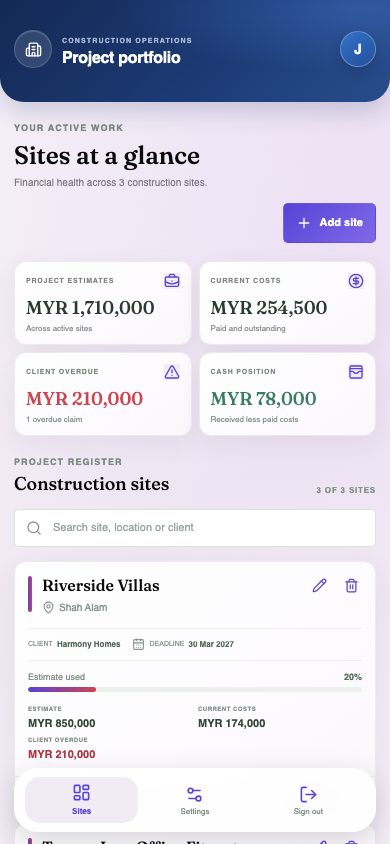 CONSTRUCTION OPERATIONS
Project portfolio
J
YOUR ACTIVE WORK
Sites at a glance
Financial health across 3 construction sites.
Add site
PROJECT ESTIMATES
MYR 1,710,000
Across active sites
CURRENT COSTS
MYR 254,500
Paid and outstanding
CLIENT OVERDUE
MYR 210,000
1 overdue claim
CASH POSITION
MYR 78,000
Received less paid costs
PROJECT REGISTER
Construction sites
3 OF 3 SITES
Search site, location or client
Riverside Villas
Shah Alam
CLIENT Harmony Homes DEADLINE 30 Mar 2027
Estimate used 20%
ESTIMATE
MYR 850,000
CURRENT COSTS
MYR 174,000
CLIENT OVERDUE
MYR 210,000
Sites
Settings
Sign out